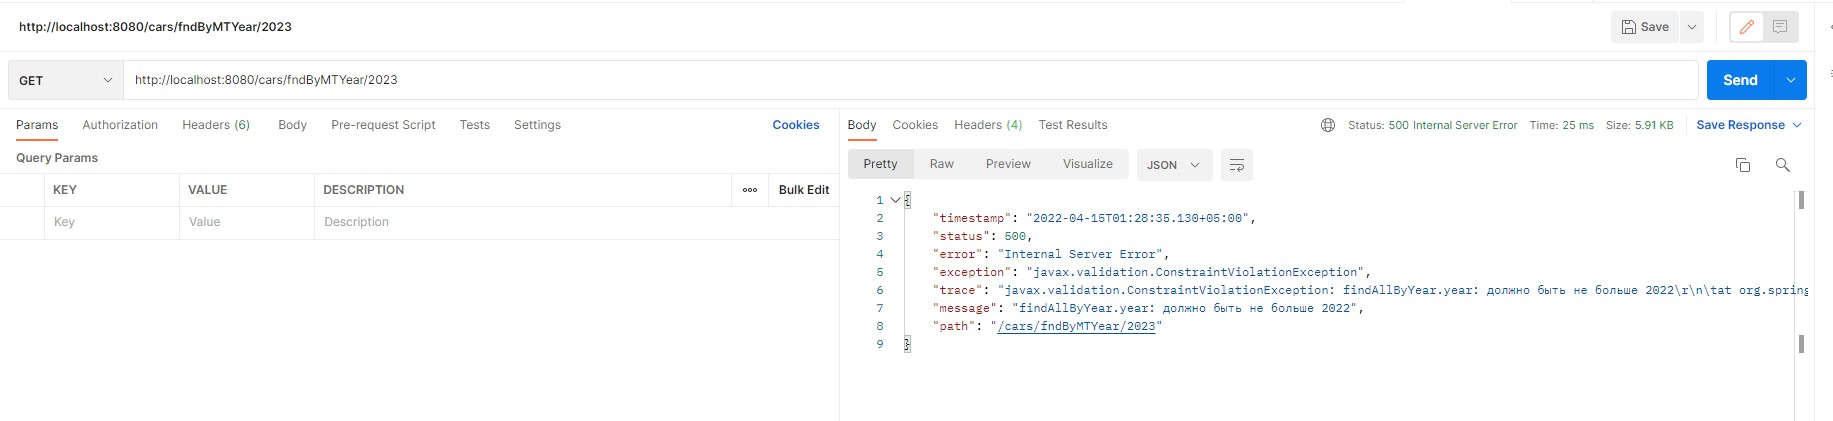 http://localhost:8080/cars/fndByMTYear/2023
Save
GET
http://localhost:8080/cars/fndByMTYear/2023
Send
Params Authorization Headers (6) Body Pre-request Script Tests Settings Cookies
Query Params
KEY VALUE DESCRIPTION ooo Bulk Edit
Key Value Description
Body Cookies Headers (4) Test Results Status: 500 Internal Server Error Time: 25 ms Size: 5.91 KB Save Response
Pretty Raw Preview Visualize JSON
1 {
2 "timestamp": "2022-04-15T01:28:35.130+05:00",
3 "status": 500,
4 "error": "Internal Server Error",
5 "exception": "javax.validation.ConstraintViolationException",
6 "trace": "javax.validation.ConstraintViolationException: findAllByYear.year: должно быть не больше 2022\r\n\tat org.spring
7 "message": "findAllByYear.year: должно быть не больше 2022",
8 "path": "/cars/fndByMTYear/2023"
9 }